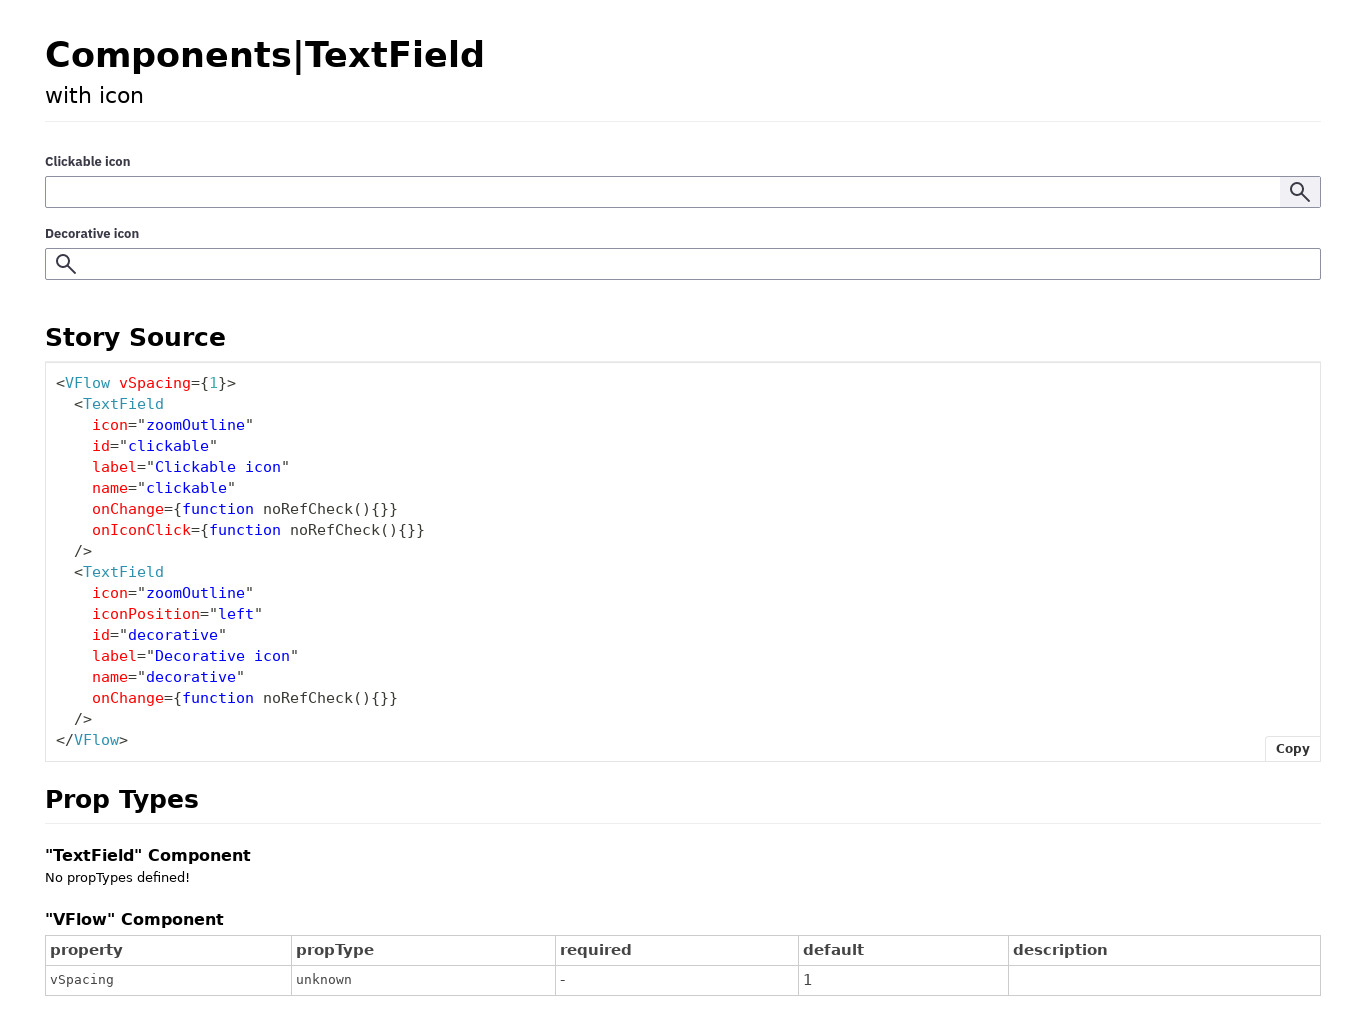 Components|TextField
with icon
Clickable icon
Decorative icon
Story Source
<VFlow vSpacing={1}>
  <TextField
    icon="zoomOutline"
    id="clickable"
    label="Clickable icon"
    name="clickable"
    onChange={function noRefCheck(){}}
    onIconClick={function noRefCheck(){}}
  />
  <TextField
    icon="zoomOutline"
    iconPosition="left"
    id="decorative"
    label="Decorative icon"
    name="decorative"
    onChange={function noRefCheck(){}}
  />
</VFlow>
Copy
Prop Types
"TextField" Component
No propTypes defined!
"VFlow" Component
property propType required default description
vSpacing unknown - 1